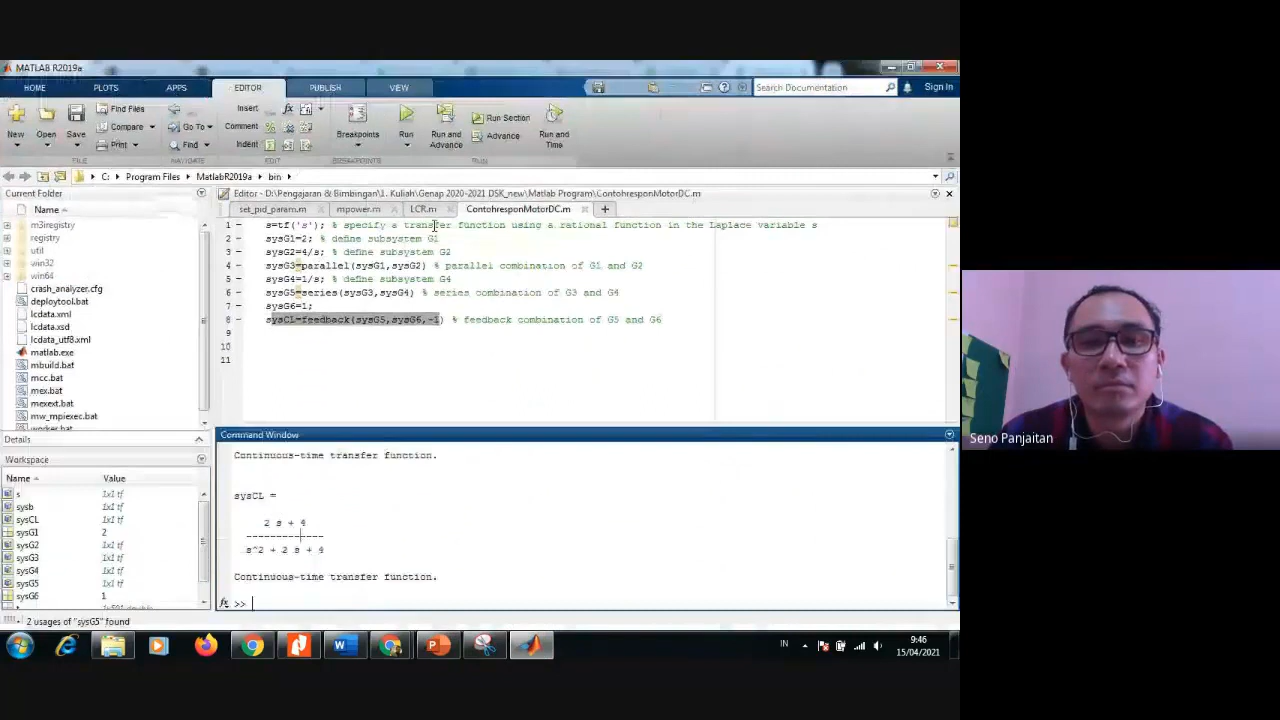 MATLAB R2019a
HOME PLOTS APPS EDITOR PUBLISH VIEW Search Documentation Sign In
New Open Save Find Files Compare Print Go To Find Insert Comment Indent fx Breakpoints Run Run and Advance Run Section Advance Run and Time
FILE NAVIGATE EDIT BREAKPOINTS RUN
C: Program Files MatlabR2019a bin
Current Folder
Name
m3iregistry
registry
util
win32
win64
crash_analyzer.cfg
deploytool.bat
lcdata.xml
lcdata.xsd
lcdata_utf8.xml
matlab.exe
mbuild.bat
mcc.bat
mex.bat
mexext.bat
mw_mpiexec.bat
worker.bat
Details
Workspace
Name Value
s 1x1 tf
sysb 1x1 tf
sysCL 1x1 tf
sysG1 2
sysG2 1x1 tf
sysG3 1x1 tf
sysG4 1x1 tf
sysG5 1x1 tf
sysG6 1
Editor - D:\Pengajaran & Bimbingan\1. Kuliah\Genap 2020-2021 DSK_new\Matlab Program\ContohresponMotorDC.m
set_pid_param.m mpower.m LCR.m ContohresponMotorDC.m
1 s=tf('s'); % specify a transfer function using a rational function in the Laplace variable s
2 sysG1=2; % define subsystem G1
3 sysG2=4/s; % define subsystem G2
4 sysG3=parallel(sysG1,sysG2) % parallel combination of G1 and G2
5 sysG4=1/s; % define subsystem G4
6 sysG5=series(sysG3,sysG4) % series combination of G3 and G4
7 sysG6=1;
8 sysCL=feedback(sysG5,sysG6,-1) % feedback combination of G5 and G6
9
10
11
Command Window
Continuous-time transfer function.
sysCL =
2 s + 4
-------------
s^2 + 2 s + 4
Continuous-time transfer function.
fx >>
2 usages of "sysG5" found
IN
9:46
15/04/2021
Seno Panjaitan